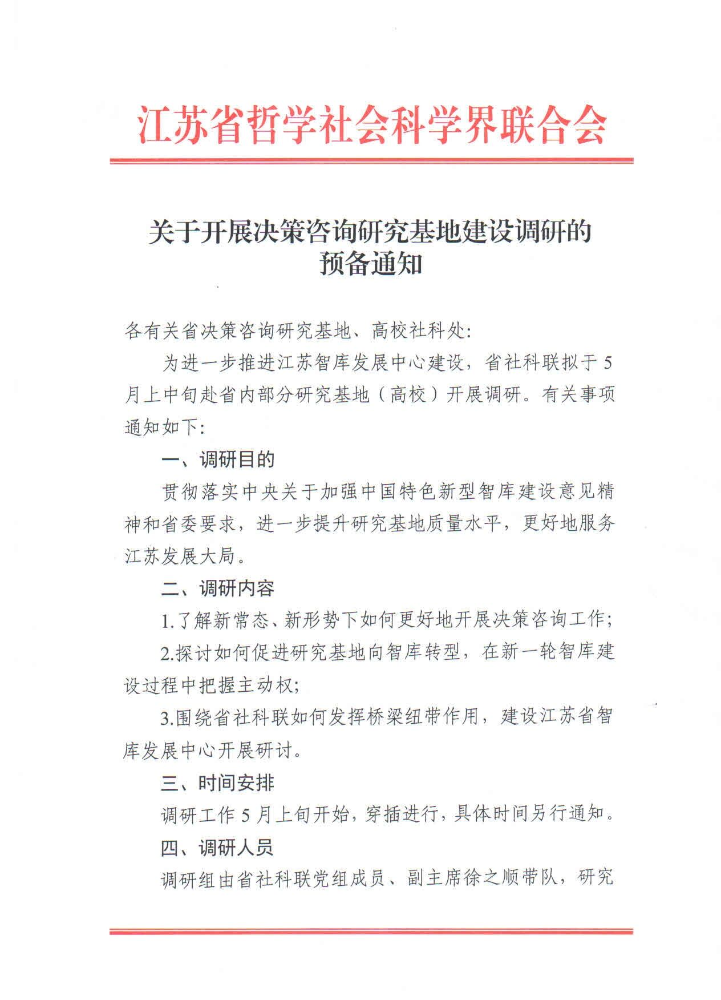 江苏省哲学社会科学界联合会
关于开展决策咨询研究基地建设调研的
预备通知
各有关省决策咨询研究基地、高校社科处：
为进一步推进江苏智库发展中心建设，省社科联拟于 5
月上中旬赴省内部分研究基地（高校）开展调研。有关事项
通知如下：
一、调研目的
贯彻落实中央关于加强中国特色新型智库建设意见精
神和省委要求，进一步提升研究基地质量水平，更好地服务
江苏发展大局。
二、调研内容
1.了解新常态、新形势下如何更好地开展决策咨询工作；
2.探讨如何促进研究基地向智库转型，在新一轮智库建
设过程中把握主动权；
3.围绕省社科联如何发挥桥梁纽带作用，建设江苏省智
库发展中心开展研讨。
三、时间安排
调研工作 5 月上旬开始，穿插进行，具体时间另行通知。
四、调研人员
调研组由省社科联党组成员、副主席徐之顺带队，研究